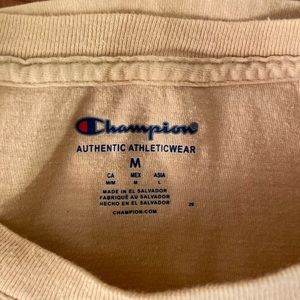 Champion
AUTHENTIC ATHLETICWEAR
M
CA MEX ASIA
M/M M L
MADE IN EL SALVADOR
FABRIQUÉ AU SALVADOR
HECHO EN EL SALVADOR
CHAMPION.COM